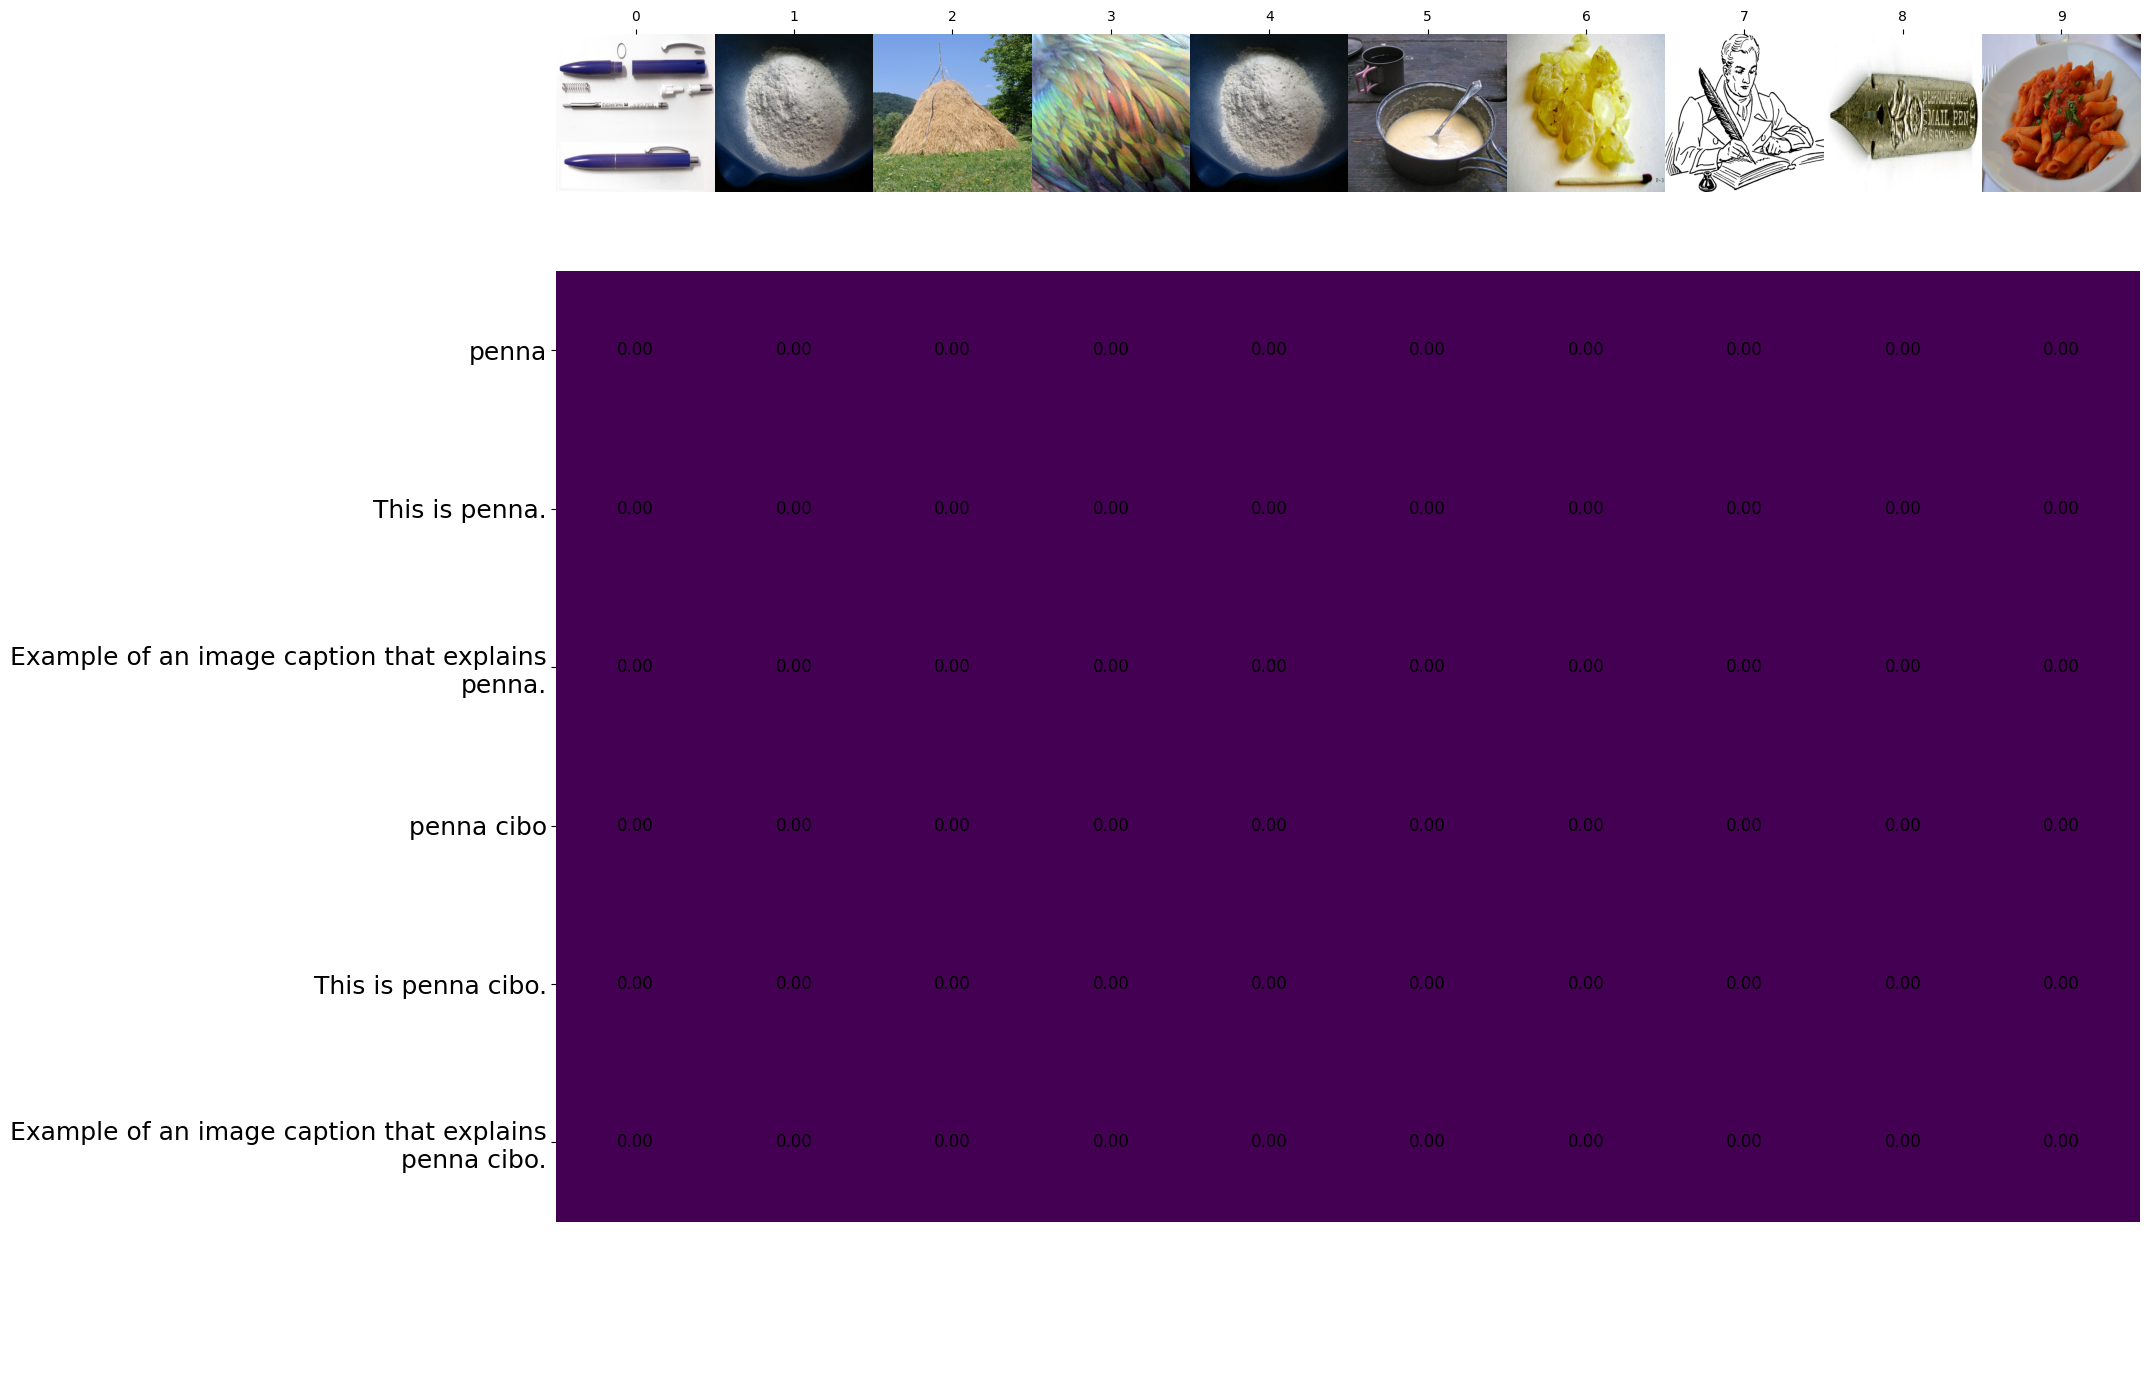 0 1 2 3 4 5 6 7 8 9
MAIL PEN
penna 0.00 0.00 0.00 0.00 0.00 0.00 0.00 0.00 0.00 0.00
This is penna. 0.00 0.00 0.00 0.00 0.00 0.00 0.00 0.00 0.00 0.00
Example of an image caption that explains
penna. 0.00 0.00 0.00 0.00 0.00 0.00 0.00 0.00 0.00 0.00
penna cibo 0.00 0.00 0.00 0.00 0.00 0.00 0.00 0.00 0.00 0.00
This is penna cibo. 0.00 0.00 0.00 0.00 0.00 0.00 0.00 0.00 0.00 0.00
Example of an image caption that explains
penna cibo. 0.00 0.00 0.00 0.00 0.00 0.00 0.00 0.00 0.00 0.00